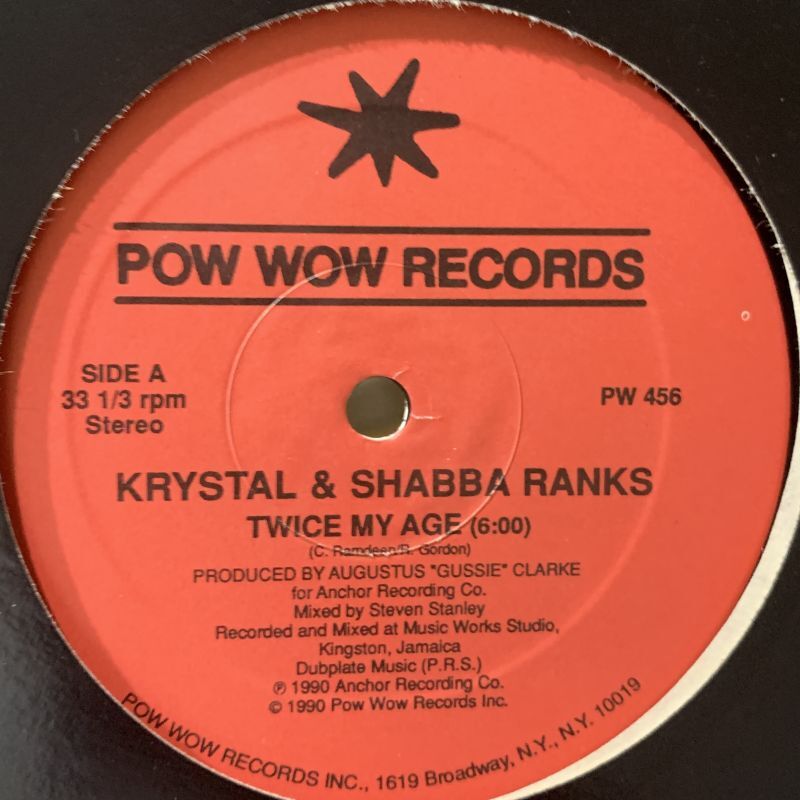 POW WOW RECORDS
SIDE A
33 1/3 rpm
Stereo
PW 456
KRYSTAL & SHABBA RANKS
TWICE MY AGE (6:00)
(C. Ramdeen/R. Gordon)
PRODUCED BY AUGUSTUS "GUSSIE" CLARKE
for Anchor Recording Co.
Mixed by Steven Stanley
Recorded and Mixed at Music Works Studio,
Kingston, Jamaica
Dubplate Music (P.R.S.)
℗ 1990 Anchor Recording Co.
© 1990 Pow Wow Records Inc.
POW WOW RECORDS INC., 1619 Broadway, N.Y., N.Y. 10019